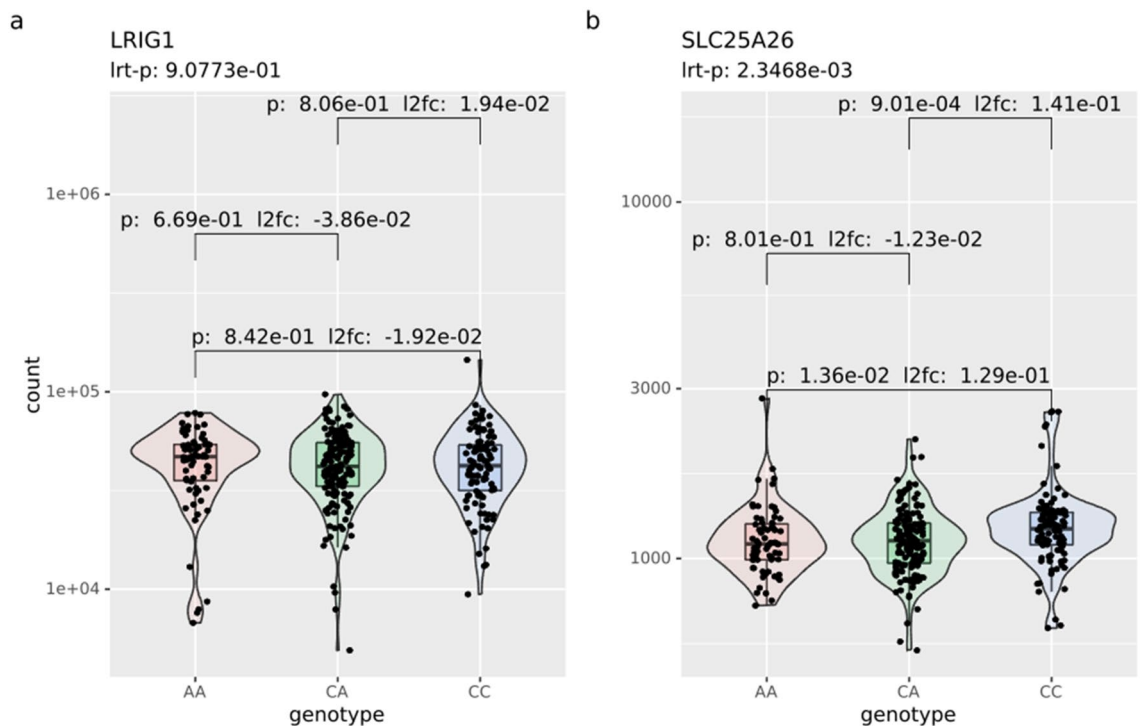 a
LRIG1
lrt-p: 9.0773e-01
p: 8.06e-01 l2fc: 1.94e-02
1e+06
p: 6.69e-01 l2fc: -3.86e-02
p: 8.42e-01 l2fc: -1.92e-02
1e+05
count
1e+04
AA CA CC
genotype
b
SLC25A26
lrt-p: 2.3468e-03
p: 9.01e-04 l2fc: 1.41e-01
10000
p: 8.01e-01 l2fc: -1.23e-02
3000
p: 1.36e-02 l2fc: 1.29e-01
1000
AA CA CC
genotype